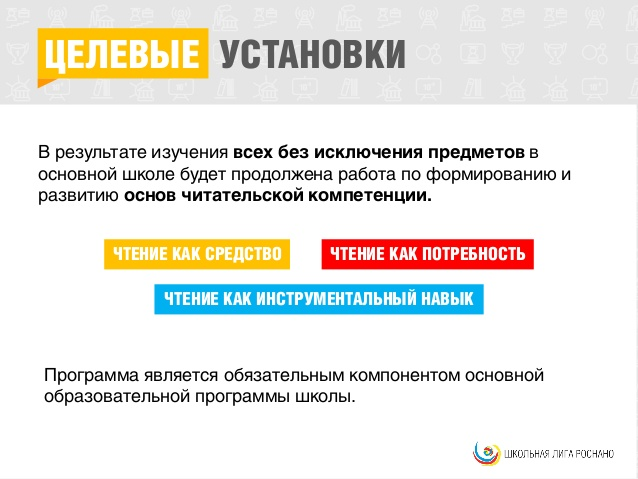 ЦЕЛЕВЫЕ УСТАНОВКИ
В результате изучения всех без исключения предметов в
основной школе будет продолжена работа по формированию и
развитию основ читательской компетенции.
ЧТЕНИЕ КАК СРЕДСТВО ЧТЕНИЕ КАК ПОТРЕБНОСТЬ
ЧТЕНИЕ КАК ИНСТРУМЕНТАЛЬНЫЙ НАВЫК
Программа является обязательным компонентом основной
образовательной программы школы.
ШКОЛЬНАЯ ЛИГА РОСНАНО